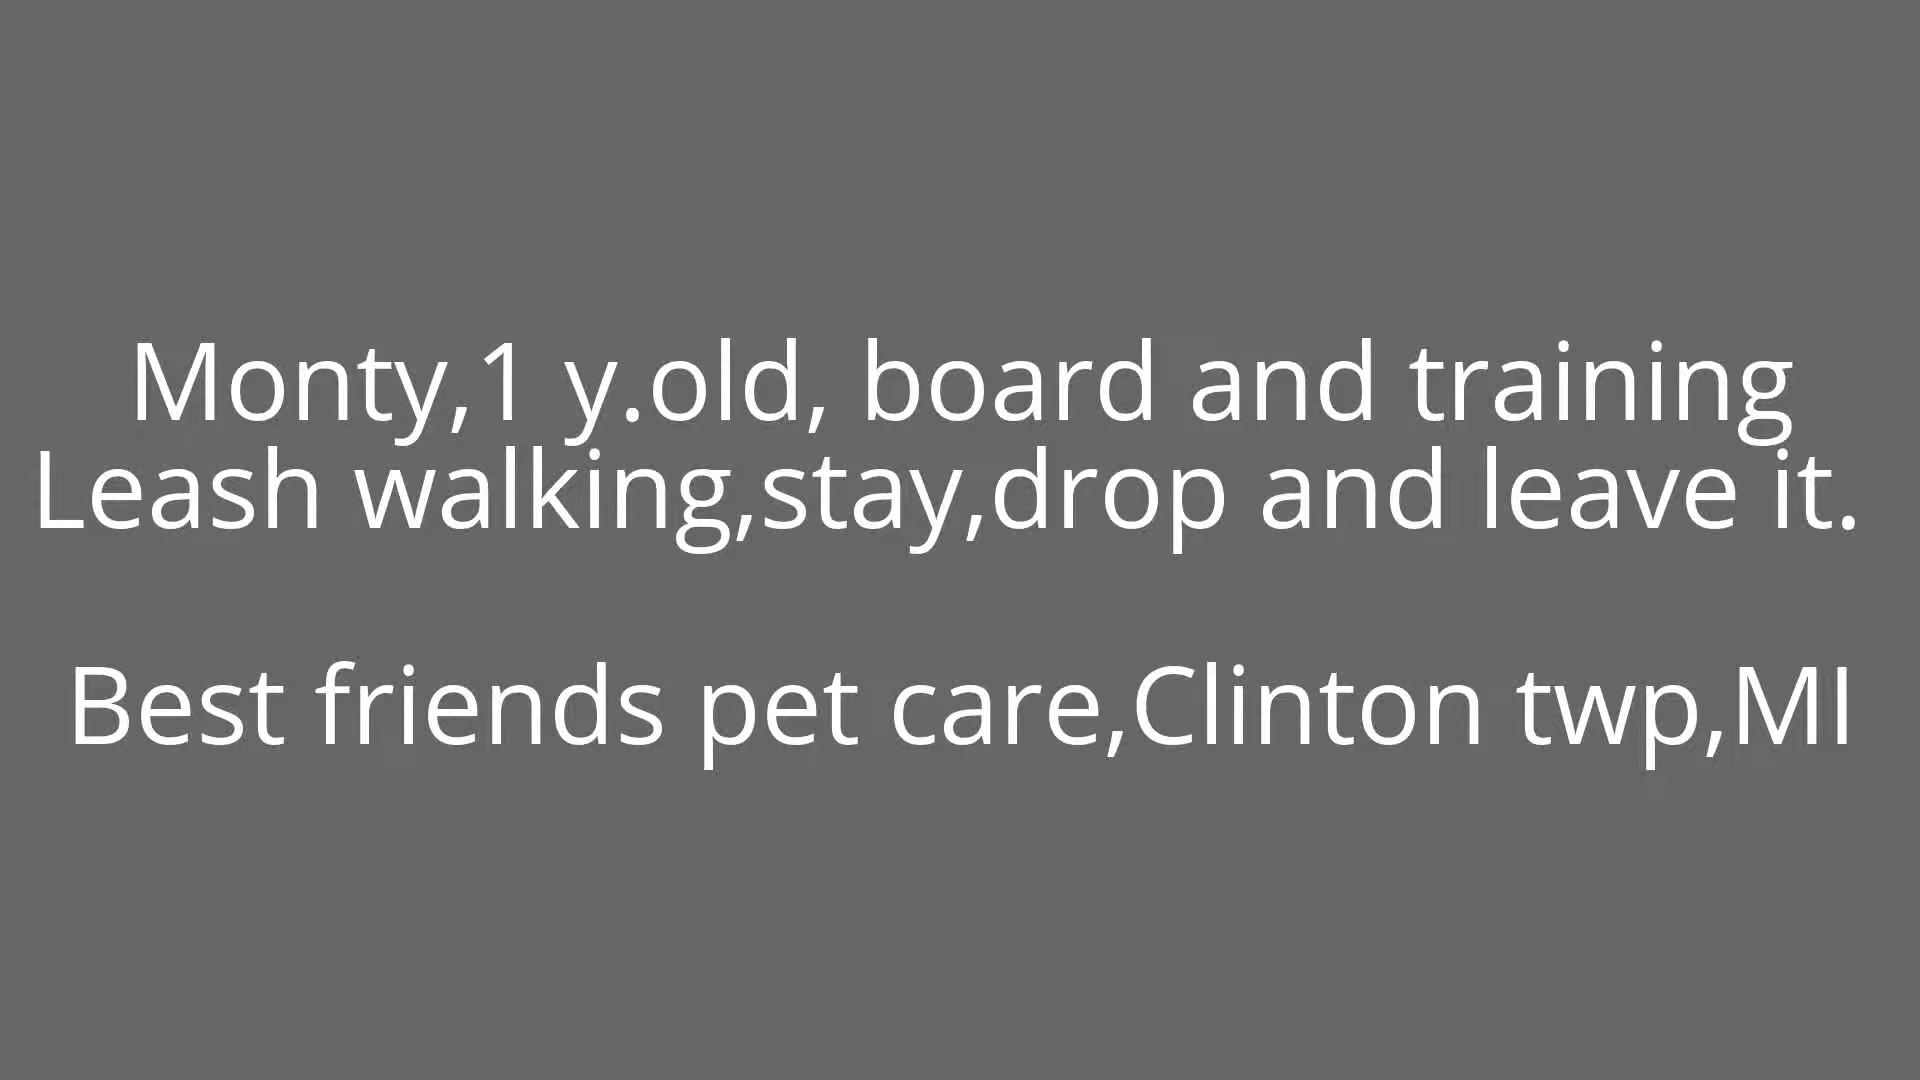 Monty,1 y.old, board and training
Leash walking,stay,drop and leave it.
Best friends pet care,Clinton twp,MI